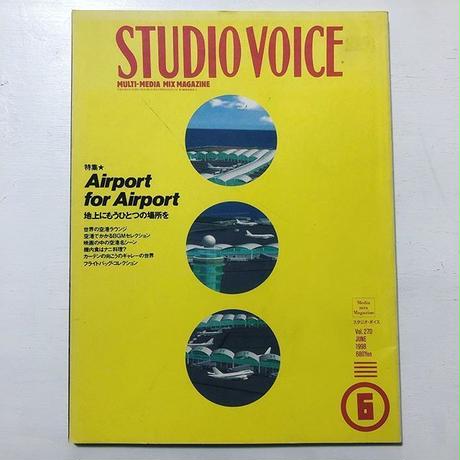 STUDIO VOICE
MULTI-MEDIA MIX MAGAZINE
特集★
Airport
for Airport
地上にもうひとつの場所を
世界の空港ラウンジ
空港でかかるBGMセレクション
映画の中の空港名シーン
機内食はナニ料理?
カーテンの向こうのギャレーの世界
フライトバッグ・コレクション
Media
mix
Magazine
スタジオ・ボイス
Vol. 270
JUNE
1998
680Yen
6